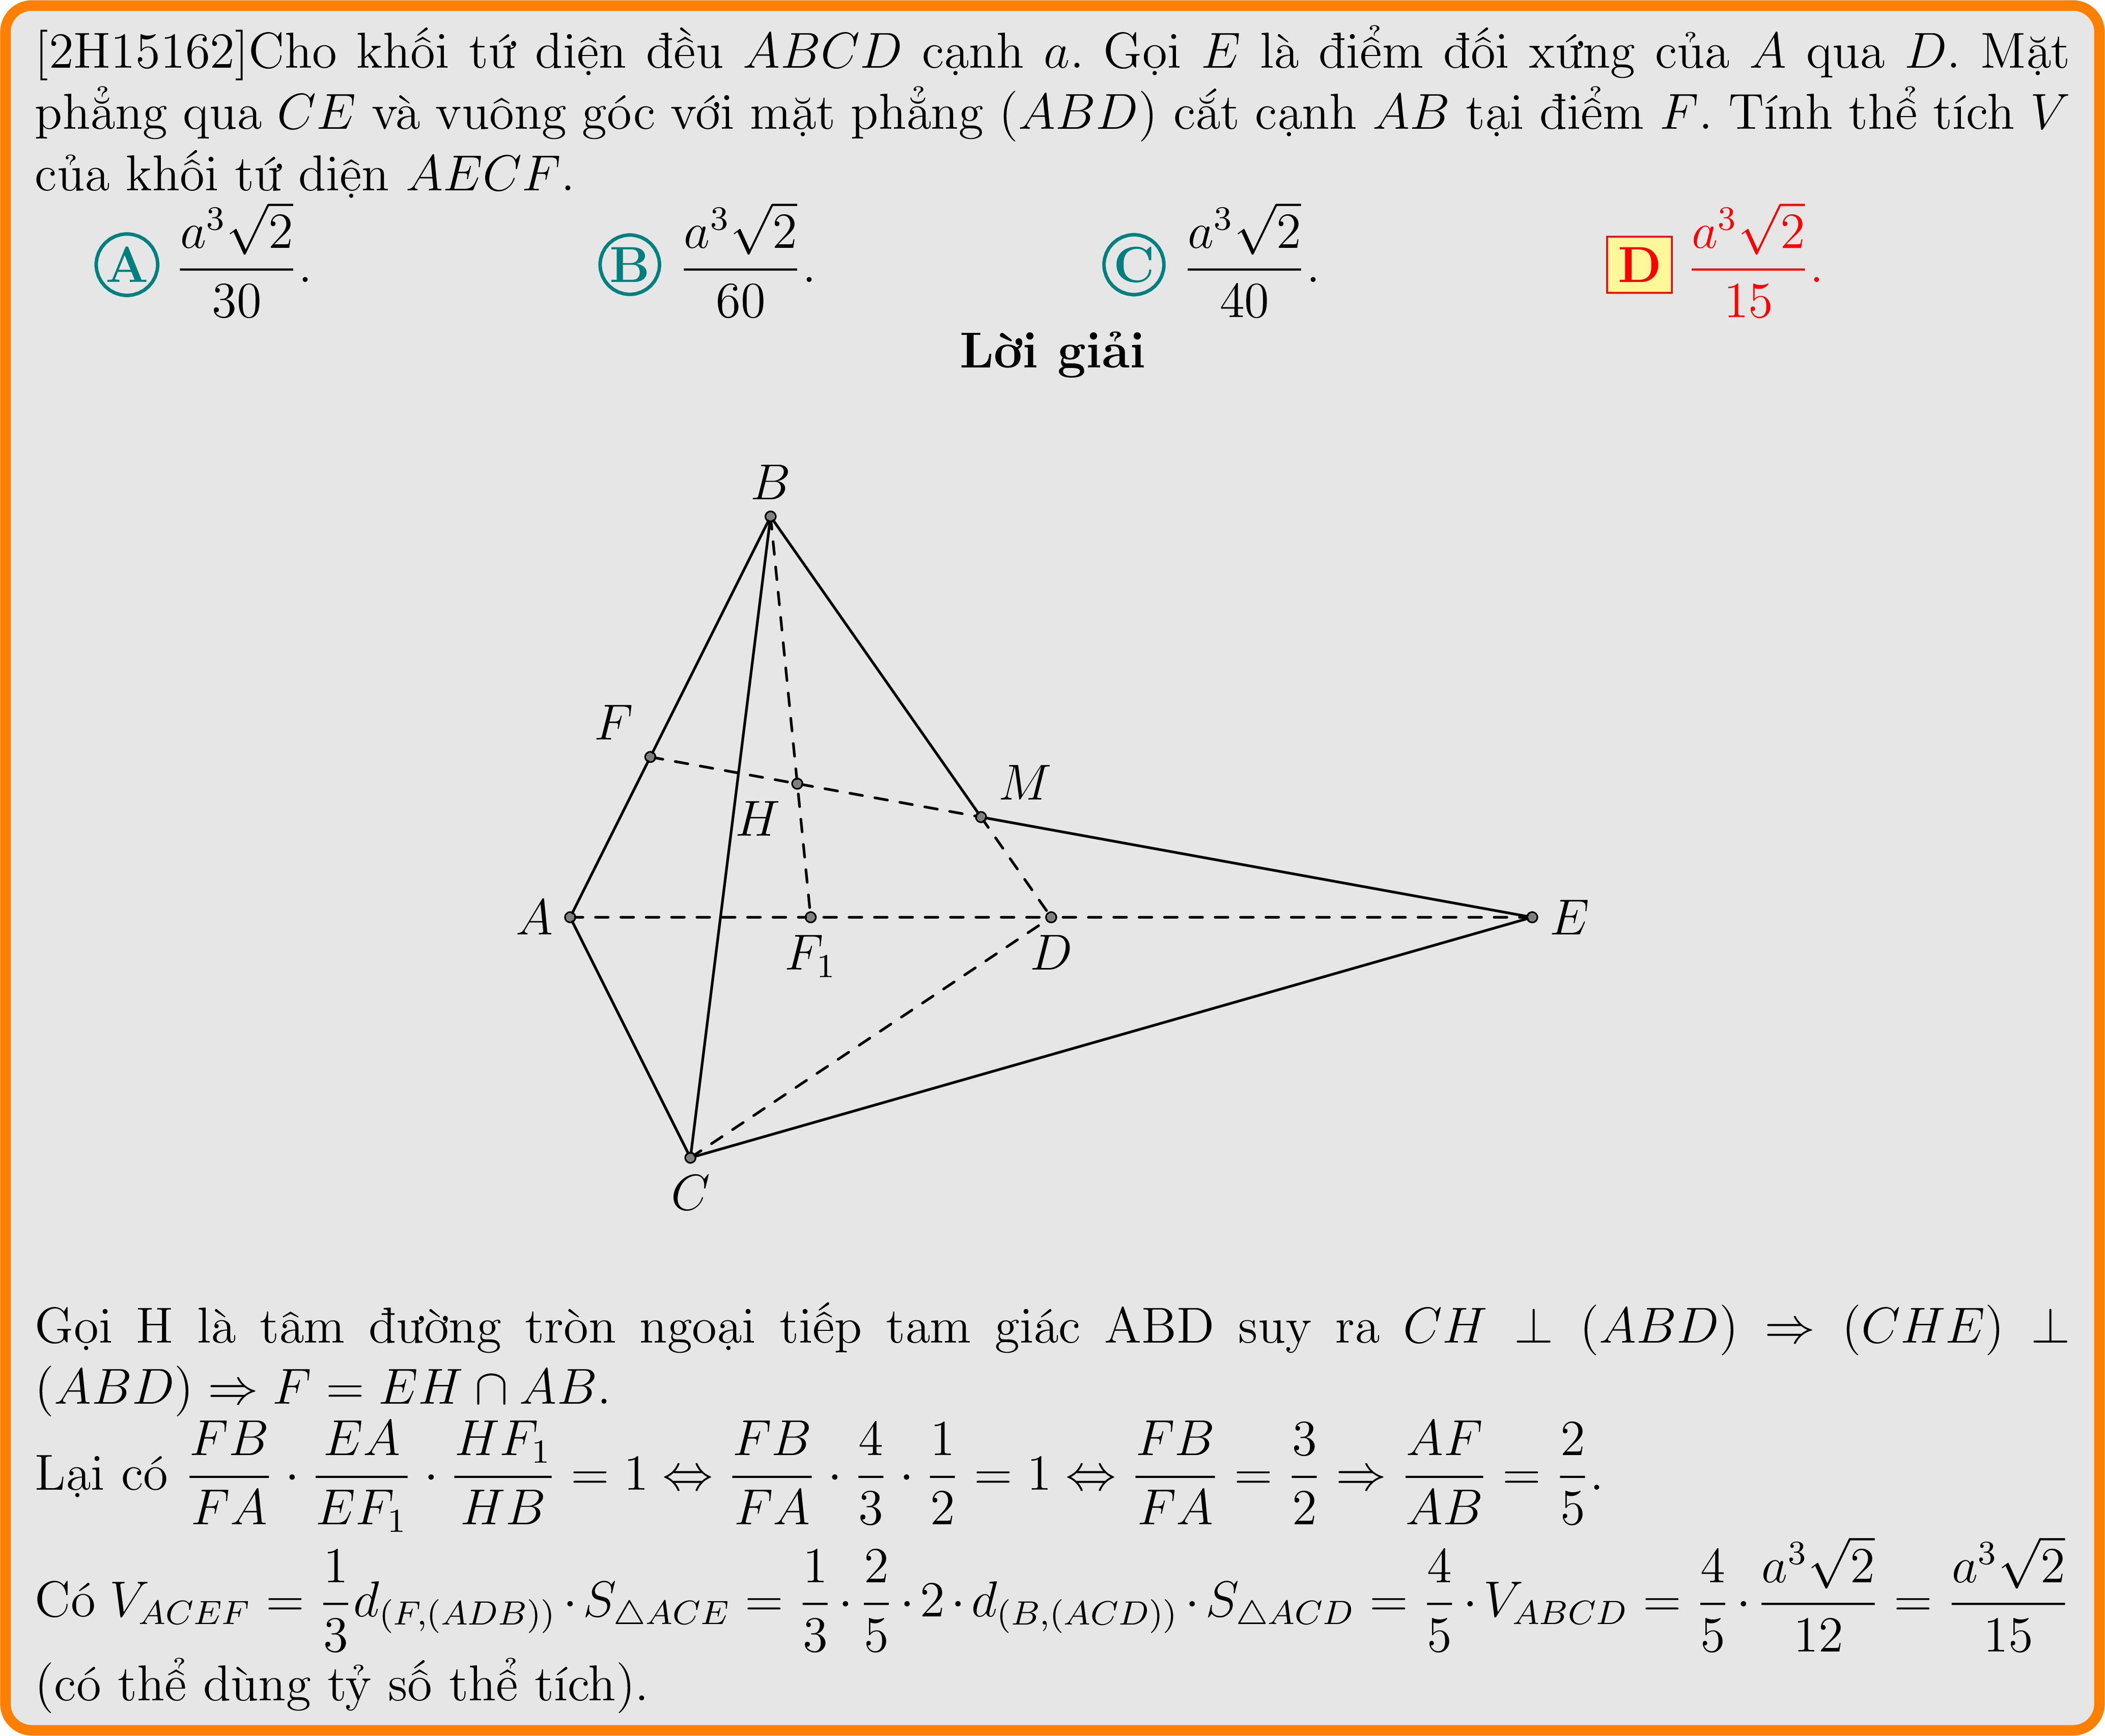 [2H15162]Cho khối tứ diện đều ABCD cạnh a. Gọi E là điểm đối xứng của A qua D. Mặt
phẳng qua CE và vuông góc với mặt phẳng (ABD) cắt cạnh AB tại điểm F. Tính thể tích V
của khối tứ diện AECF.
A $\frac{a^3\sqrt{2}}{30}$. B $\frac{a^3\sqrt{2}}{60}$. C $\frac{a^3\sqrt{2}}{40}$. D $\frac{a^3\sqrt{2}}{15}$.
Lời giải
B
F
M
H
A
E
F₁
D
C
Gọi H là tâm đường tròn ngoại tiếp tam giác ABD suy ra CH ⊥ (ABD) ⇒ (CHE) ⊥
(ABD) ⇒ F = EH ∩ AB.
Lại có $\frac{FB}{FA} \cdot \frac{EA}{EF_1} \cdot \frac{HF_1}{HB} = 1 \Leftrightarrow \frac{FB}{FA} \cdot \frac{4}{3} \cdot \frac{1}{2} = 1 \Leftrightarrow \frac{FB}{FA} = \frac{3}{2} \Rightarrow \frac{AF}{AB} = \frac{2}{5}$.
Có $V_{ACEF} = \frac{1}{3} d_{(F,(ADB))} \cdot S_{\triangle ACE} = \frac{1}{3} \cdot \frac{2}{5} \cdot 2 \cdot d_{(B,(ACD))} \cdot S_{\triangle ACD} = \frac{4}{5} \cdot V_{ABCD} = \frac{4}{5} \cdot \frac{a^3\sqrt{2}}{12} = \frac{a^3\sqrt{2}}{15}$
(có thể dùng tỷ số thể tích).